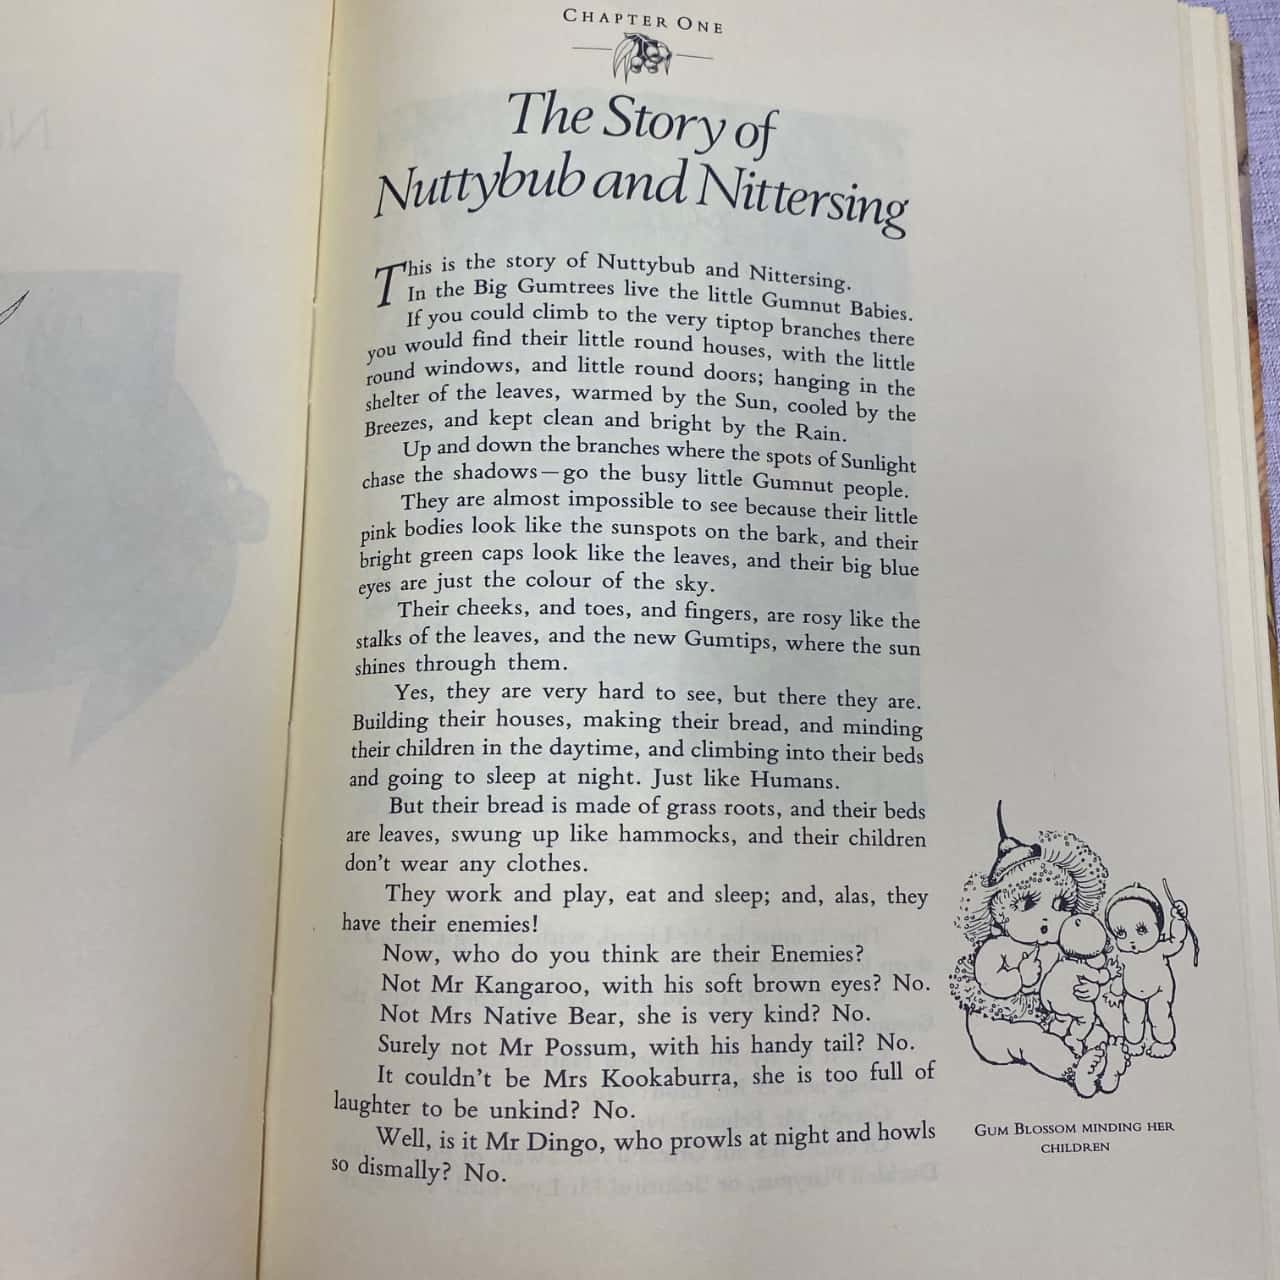 CHAPTER ONE
The Story of
Nuttybub and Nittersing
This is the story of Nuttybub and Nittersing.
In the Big Gumtrees live the little Gumnut Babies.
If you could climb to the very tiptop branches there
you would find their little round houses, with the little
round windows, and little round doors; hanging in the
shelter of the leaves, warmed by the Sun, cooled by the
Breezes, and kept clean and bright by the Rain.
Up and down the branches where the spots of Sunlight
chase the shadows—go the busy little Gumnut people.
They are almost impossible to see because their little
pink bodies look like the sunspots on the bark, and their
bright green caps look like the leaves, and their big blue
eyes are just the colour of the sky.
Their cheeks, and toes, and fingers, are rosy like the
stalks of the leaves, and the new Gumtips, where the sun
shines through them.
Yes, they are very hard to see, but there they are.
Building their houses, making their bread, and minding
their children in the daytime, and climbing into their beds
and going to sleep at night. Just like Humans.
But their bread is made of grass roots, and their beds
are leaves, swung up like hammocks, and their children
don't wear any clothes.
They work and play, eat and sleep; and, alas, they
have their enemies!
Now, who do you think are their Enemies?
Not Mr Kangaroo, with his soft brown eyes? No.
Not Mrs Native Bear, she is very kind? No.
Surely not Mr Possum, with his handy tail? No.
It couldn't be Mrs Kookaburra, she is too full of
laughter to be unkind? No.
Well, is it Mr Dingo, who prowls at night and howls
so dismally? No.
GUM BLOSSOM MINDING HER
CHILDREN